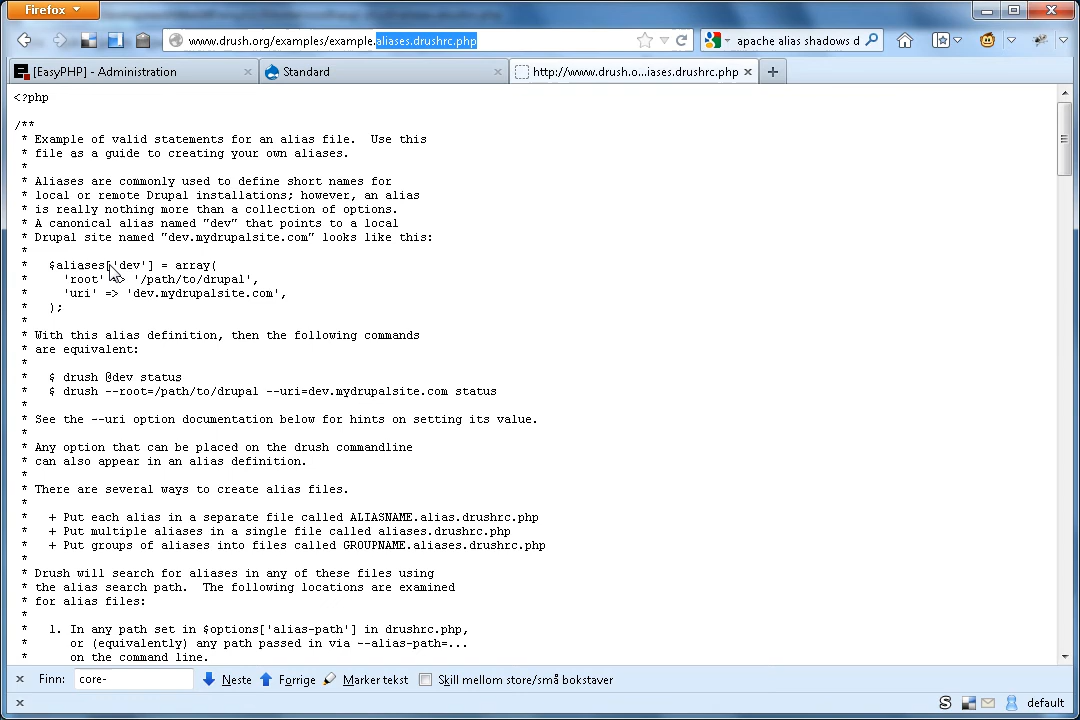 Firefox
www.drush.org/examples/example.aliases.drushrc.php
apache alias shadows d
[EasyPHP] - Administration
Standard
http://www.drush.o...iases.drushrc.php
<?php
/**
* Example of valid statements for an alias file.  Use this
* file as a guide to creating your own aliases.
*
* Aliases are commonly used to define short names for
* local or remote Drupal installations; however, an alias
* is really nothing more than a collection of options.
* A canonical alias named "dev" that points to a local
* Drupal site named "dev.mydrupalsite.com" looks like this:
*
*   $aliases['dev'] = array(
*     'root' => '/path/to/drupal',
*     'uri' => 'dev.mydrupalsite.com',
*   );
*
* With this alias definition, then the following commands
* are equivalent:
*
*   $ drush @dev status
*   $ drush --root=/path/to/drupal --uri=dev.mydrupalsite.com status
*
* See the --uri option documentation below for hints on setting its value.
*
* Any option that can be placed on the drush commandline
* can also appear in an alias definition.
*
* There are several ways to create alias files.
*
*   + Put each alias in a separate file called ALIASNAME.alias.drushrc.php
*   + Put multiple aliases in a single file called aliases.drushrc.php
*   + Put groups of aliases into files called GROUPNAME.aliases.drushrc.php
*
* Drush will search for aliases in any of these files using
* the alias search path.  The following locations are examined
* for alias files:
*
*   1. In any path set in $options['alias-path'] in drushrc.php,
*      or (equivalently) any path passed in via --alias-path=...
*      on the command line.
× Finn: core- Neste Forrige Marker tekst Skill mellom store/små bokstaver
× S default